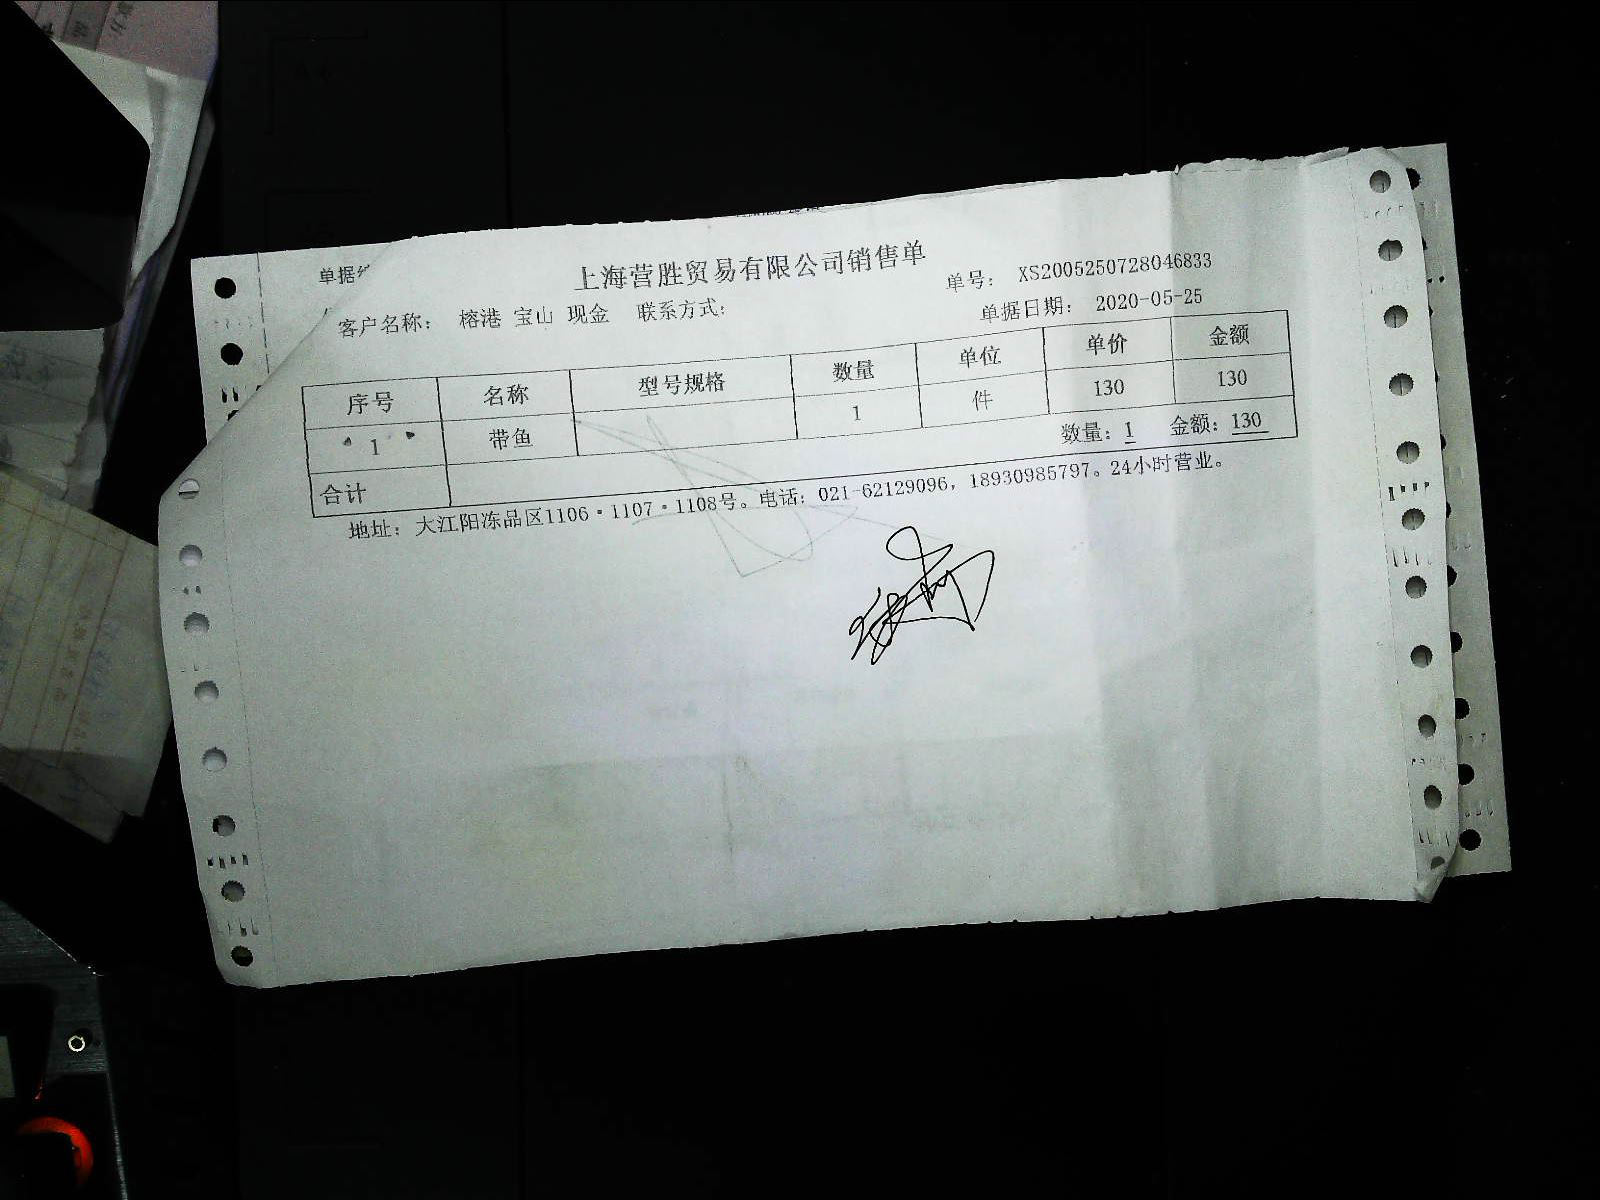 单据
上海营胜贸易有限公司销售单
单号： XS2005250728046833
客户名称： 榕港 宝山 现金 联系方式：
单据日期： 2020-05-25
序号 名称 型号规格 数量 单位 单价 金额
1 带鱼 1 件 130 130
合计 数量：1 金额：130
地址：大江阳冻品区1106·1107·1108号。电话：021-62129096，18930985797。24小时营业。